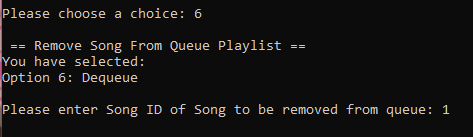 Please choose a choice: 6
== Remove Song From Queue Playlist ==
You have selected:
Option 6: Dequeue
Please enter Song ID of Song to be removed from queue: 1